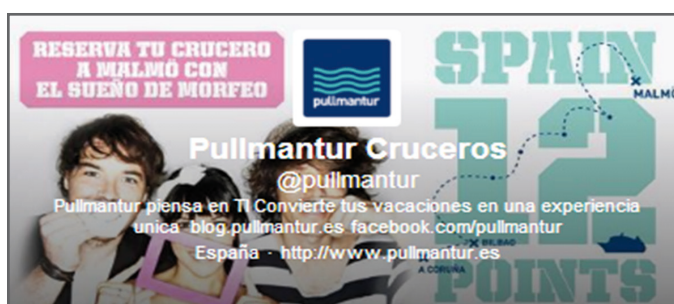 RESERVA TU CRUCERO
A MALMÖ CON
EL SUEÑO DE MORFEO
pullmantur
SPAIN
12
POINTS
MALMÖ
BILBAO
A CORUÑA
Pullmantur Cruceros
@pullmantur
Pullmantur piensa en TI Convierte tus vacaciones en una experiencia
unica blog.pullmantur.es facebook.com/pullmantur
España · http://www.pullmantur.es